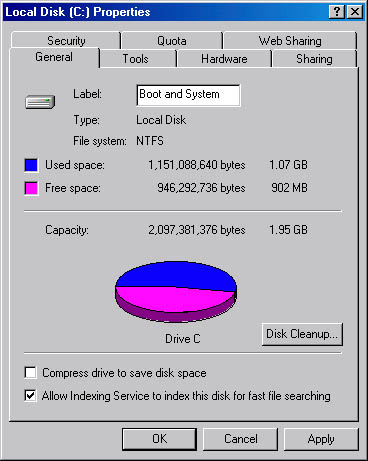 Local Disk (C:) Properties
Security Quota Web Sharing
General Tools Hardware Sharing
Label: Boot and System
Type: Local Disk
File system: NTFS
Used space: 1,151,088,640 bytes 1.07 GB
Free space: 946,292,736 bytes 902 MB
Capacity: 2,097,381,376 bytes 1.95 GB
Drive C
Disk Cleanup...
Compress drive to save disk space
Allow Indexing Service to index this disk for fast file searching
OK Cancel Apply